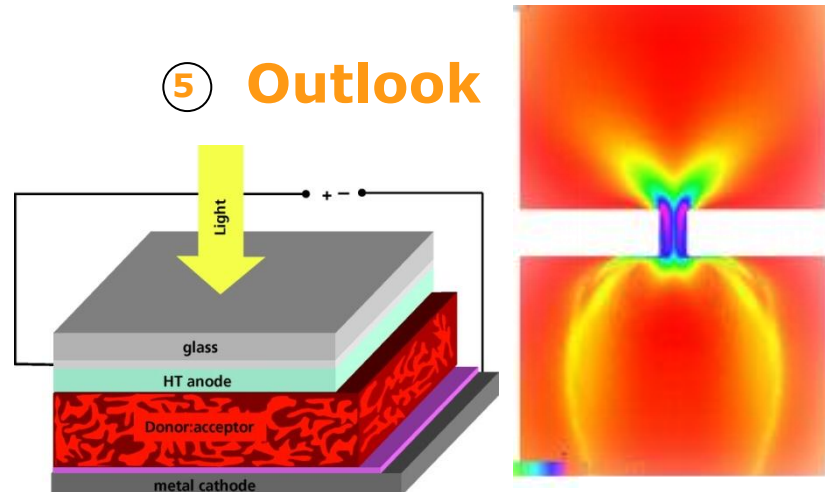 5 Outlook
+ −
Light
glass
HT anode
Donor:acceptor
metal cathode